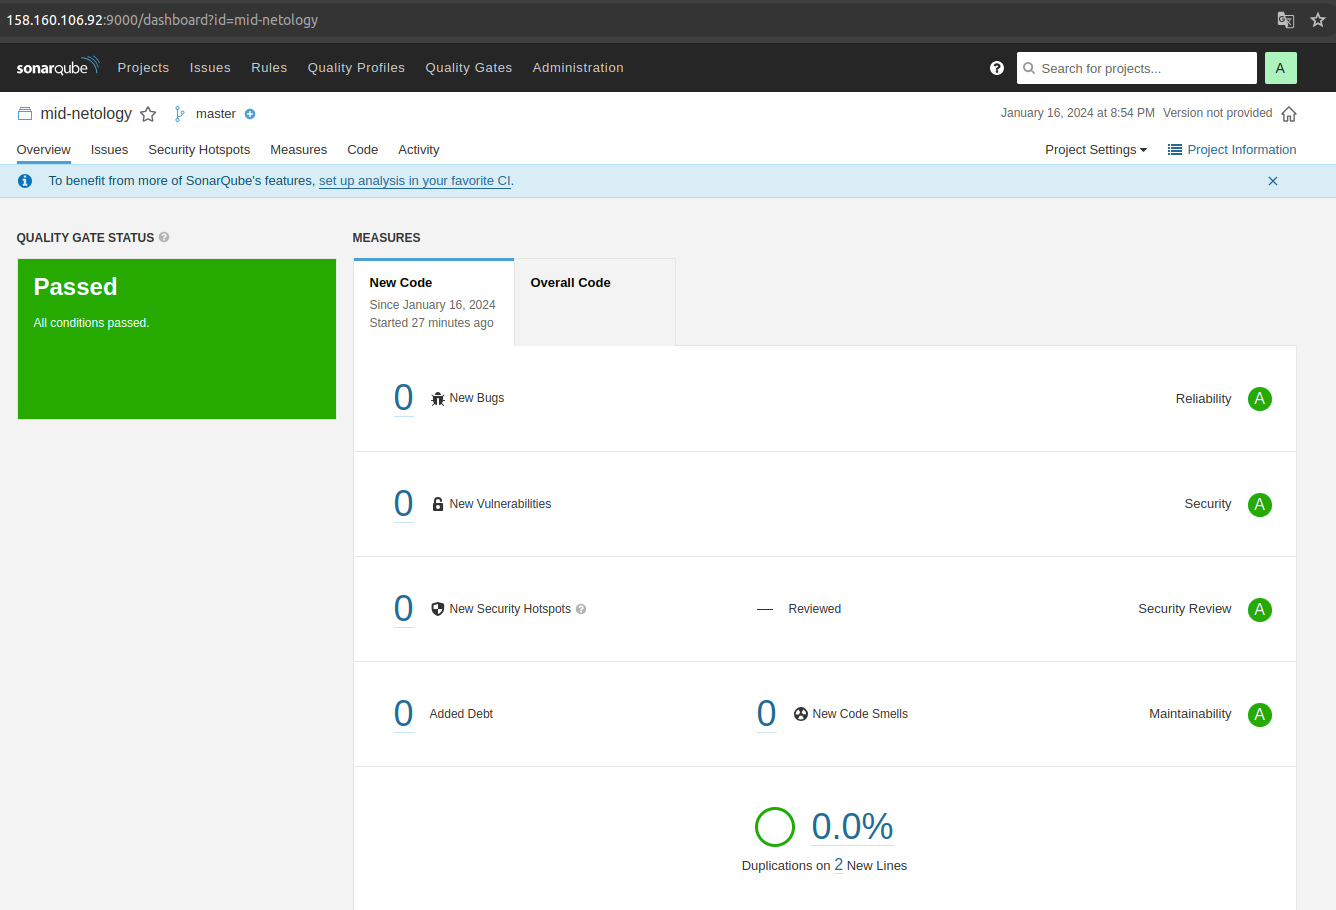 158.160.106.92:9000/dashboard?id=mid-netology
sonarqube Projects Issues Rules Quality Profiles Quality Gates Administration ? Search for projects... A
mid-netology master January 16, 2024 at 8:54 PM Version not provided
Overview Issues Security Hotspots Measures Code Activity Project Settings Project Information
To benefit from more of SonarQube's features, set up analysis in your favorite CI.
QUALITY GATE STATUS ? MEASURES
Passed
All conditions passed.
New Code
Since January 16, 2024
Started 27 minutes ago
Overall Code
0 New Bugs Reliability A
0 New Vulnerabilities Security A
0 New Security Hotspots ? — Reviewed Security Review A
0 Added Debt 0 New Code Smells Maintainability A
0.0%
Duplications on 2 New Lines